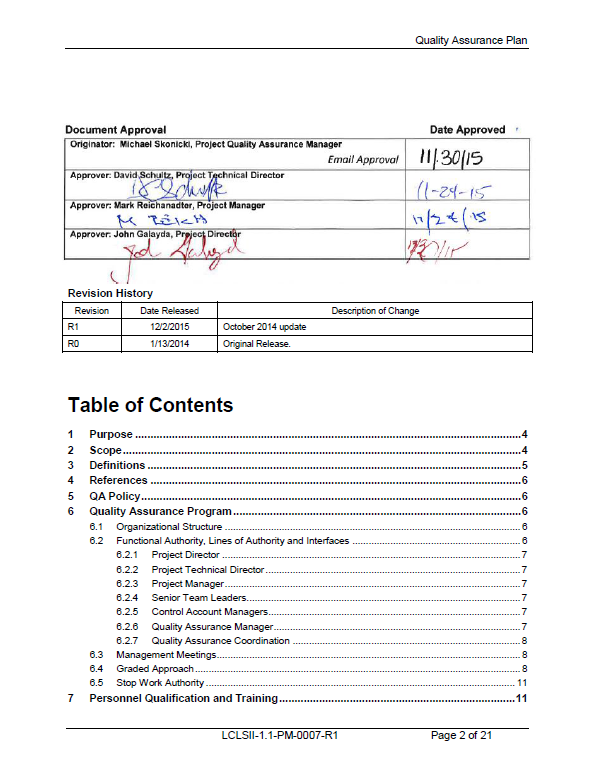 Quality Assurance Plan
Document Approval Date Approved
Originator: Michael Skonicki, Project Quality Assurance Manager
Email Approval 11/30/15
Approver: David Schultz, Project Technical Director
11-24-15
Approver: Mark Reichanadter, Project Manager
M REICH
Approver: John Galayda, Project Director
Revision History
Revision Date Released Description of Change
R1 12/2/2015 October 2014 update
R0 1/13/2014 Original Release.
Table of Contents
1 Purpose ........ 4
2 Scope ........ 4
3 Definitions ........ 5
4 References ........ 6
5 QA Policy ........ 6
6 Quality Assurance Program ........ 6
6.1 Organizational Structure ........ 6
6.2 Functional Authority, Lines of Authority and Interfaces ........ 6
6.2.1 Project Director ........ 7
6.2.2 Project Technical Director ........ 7
6.2.3 Project Manager ........ 7
6.2.4 Senior Team Leaders ........ 7
6.2.5 Control Account Managers ........ 7
6.2.6 Quality Assurance Manager ........ 7
6.2.7 Quality Assurance Coordination ........ 8
6.3 Management Meetings ........ 8
6.4 Graded Approach ........ 8
6.5 Stop Work Authority ........ 11
7 Personnel Qualification and Training ........ 11
LCLSII-1.1-PM-0007-R1 Page 2 of 21